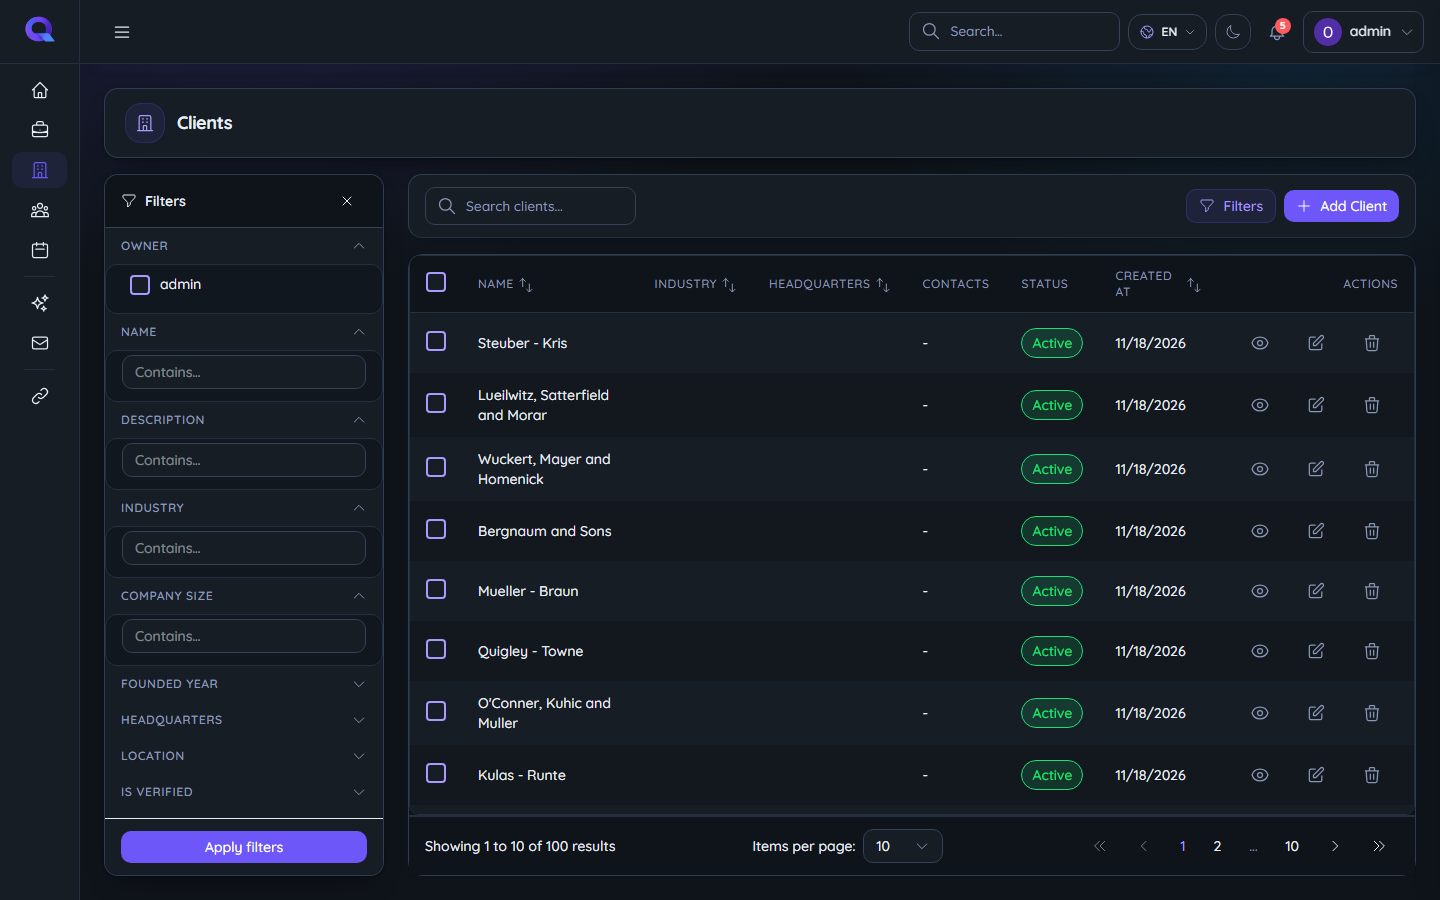 Search...
EN
5
O
admin
Clients
Filters
OWNER
admin
NAME
Contains...
DESCRIPTION
Contains...
INDUSTRY
Contains...
COMPANY SIZE
Contains...
FOUNDED YEAR
HEADQUARTERS
LOCATION
IS VERIFIED
Apply filters
Search clients...
Filters
Add Client
NAME INDUSTRY HEADQUARTERS CONTACTS STATUS CREATED AT ACTIONS
Steuber - Kris - Active 11/18/2026
Lueilwitz, Satterfield
and Morar - Active 11/18/2026
Wuckert, Mayer and
Homenick - Active 11/18/2026
Bergnaum and Sons - Active 11/18/2026
Mueller - Braun - Active 11/18/2026
Quigley - Towne - Active 11/18/2026
O'Conner, Kuhic and
Muller - Active 11/18/2026
Kulas - Runte - Active 11/18/2026
Showing 1 to 10 of 100 results
Items per page: 10
1 2 ... 10